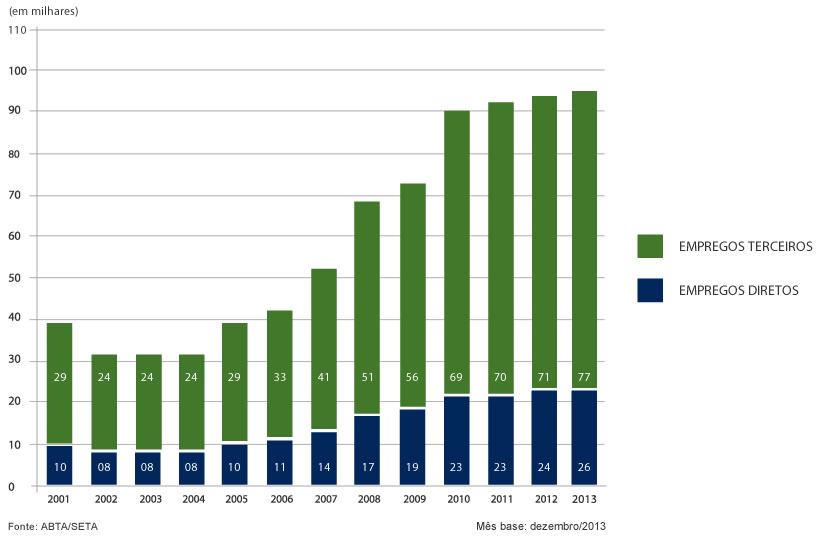 (em milhares)
110
100
90
80
70
60
50
40
30
20
10
0
29 24 24 24 29 33 41 51 56 69 70 71 77
10 08 08 08 10 11 14 17 19 23 23 24 26
2001 2002 2003 2004 2005 2006 2007 2008 2009 2010 2011 2012 2013
EMPREGOS TERCEIROS
EMPREGOS DIRETOS
Fonte: ABTA/SETA
Mês base: dezembro/2013